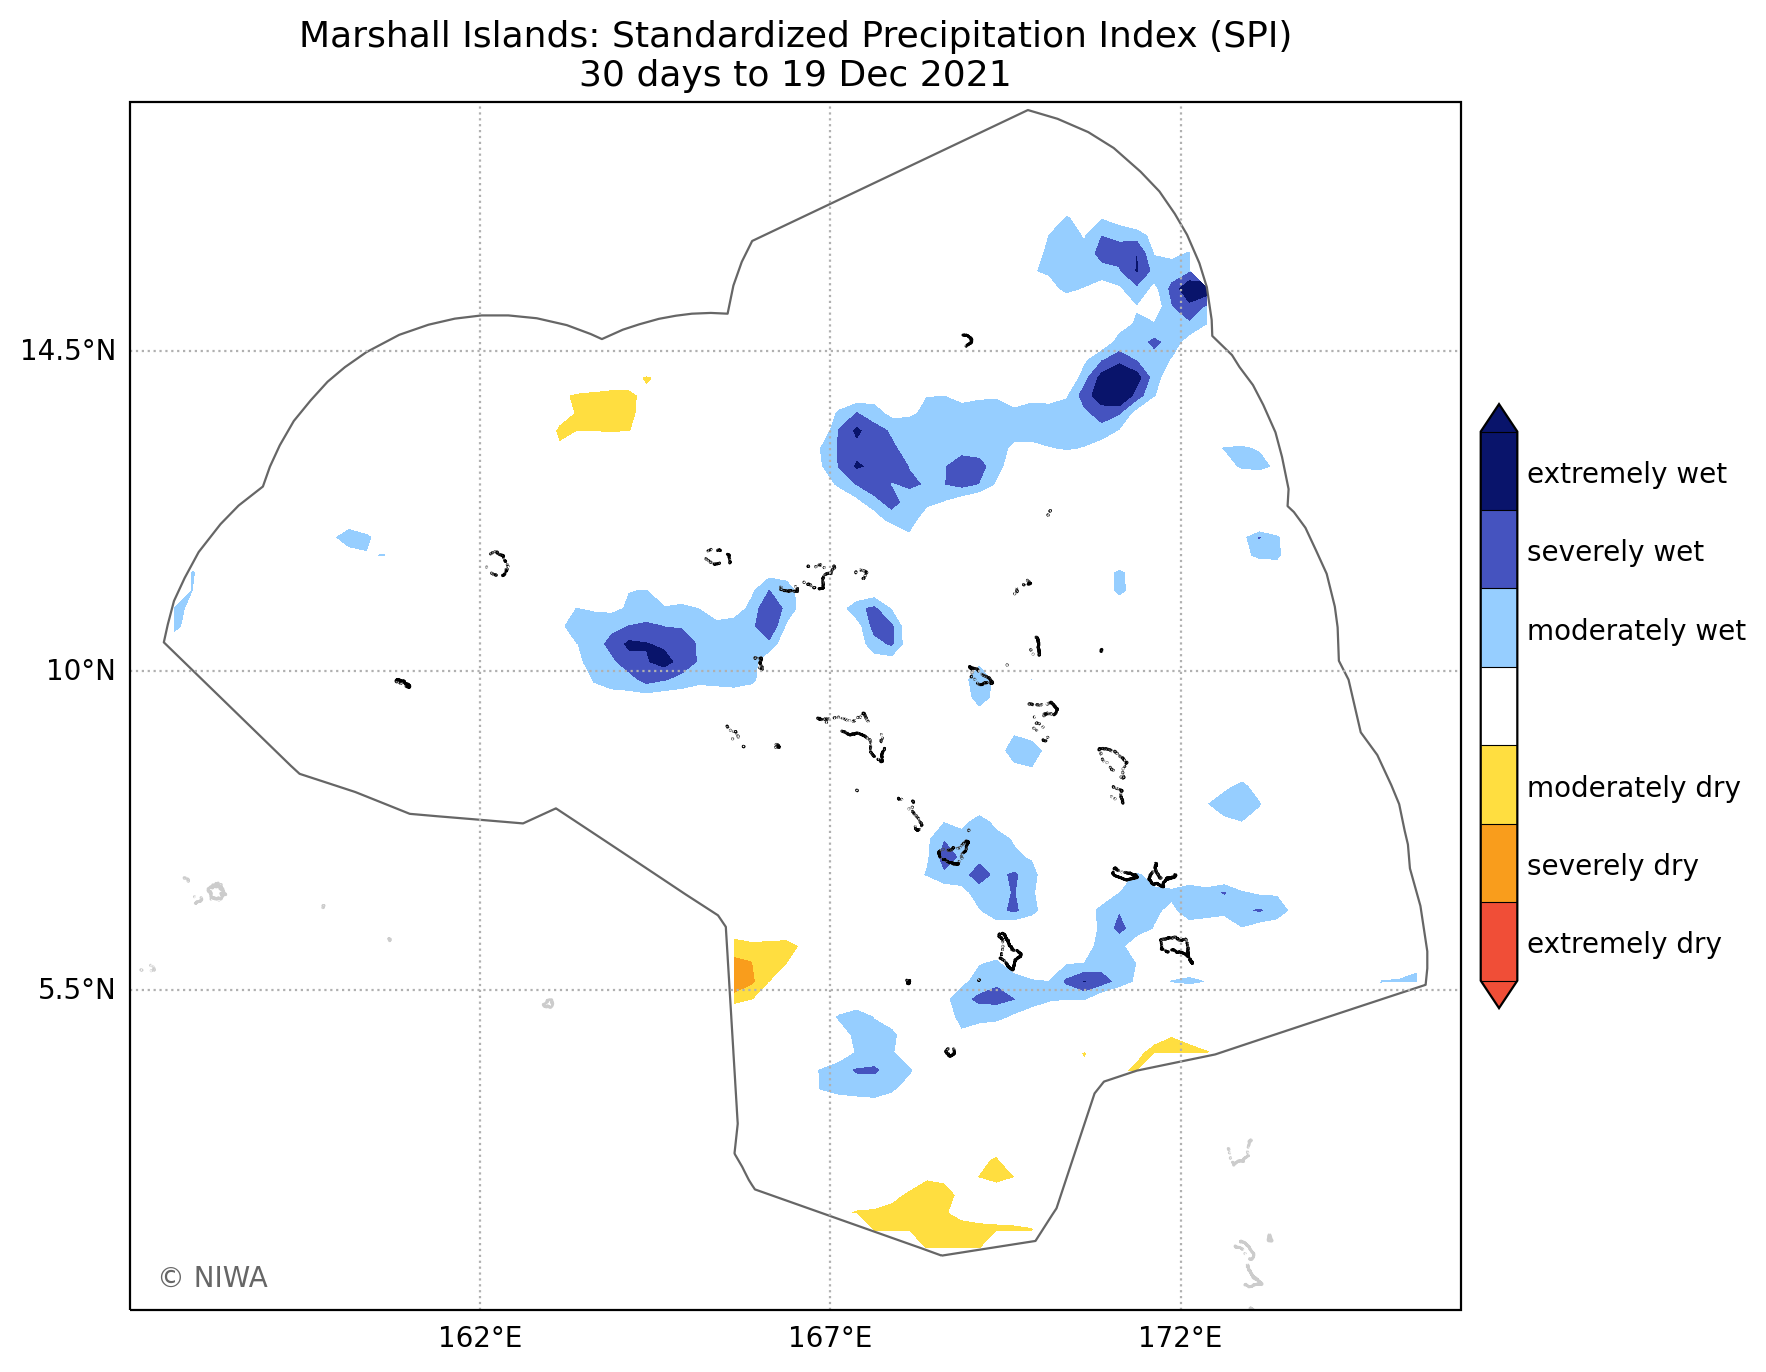 Marshall Islands: Standardized Precipitation Index (SPI)
30 days to 19 Dec 2021
14.5°N
10°N
5.5°N
162°E
167°E
172°E
© NIWA
extremely wet
severely wet
moderately wet
moderately dry
severely dry
extremely dry